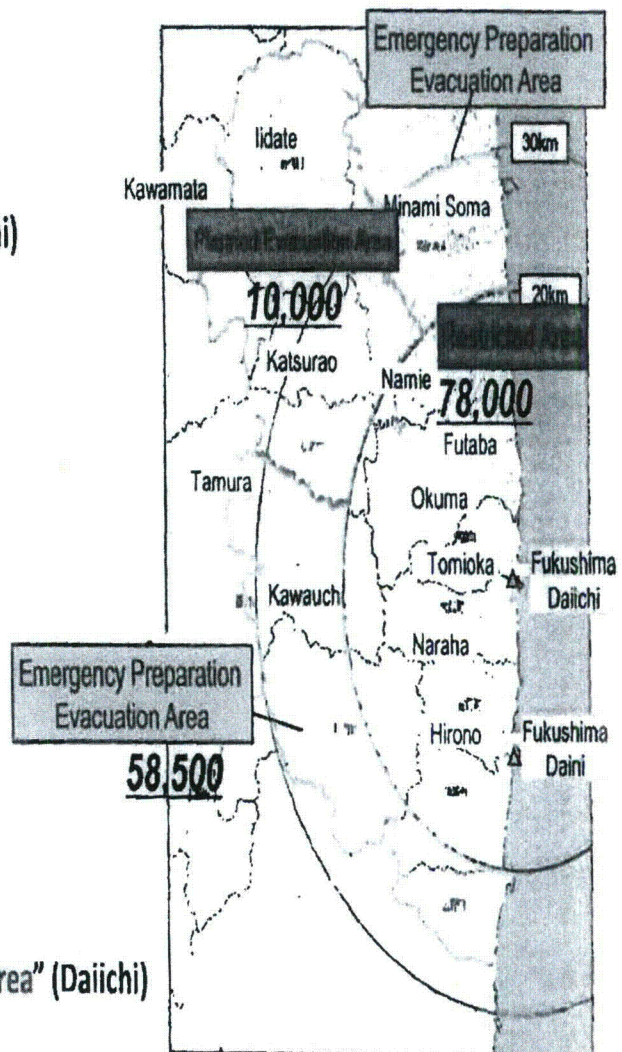 Emergency Preparation
Evacuation Area
30km
Iidate
Kawamata
Minami Soma
i)
Planned Evacuation Area
10,000
20km
Restricted Area
Katsurao
Namie
78,000
Futaba
Tamura
Okuma
Tomioka
Fukushima
Daiichi
Kawauchi
Naraha
Emergency Preparation
Evacuation Area
Hirono
Fukushima
Daini
58,500
rea" (Daiichi)